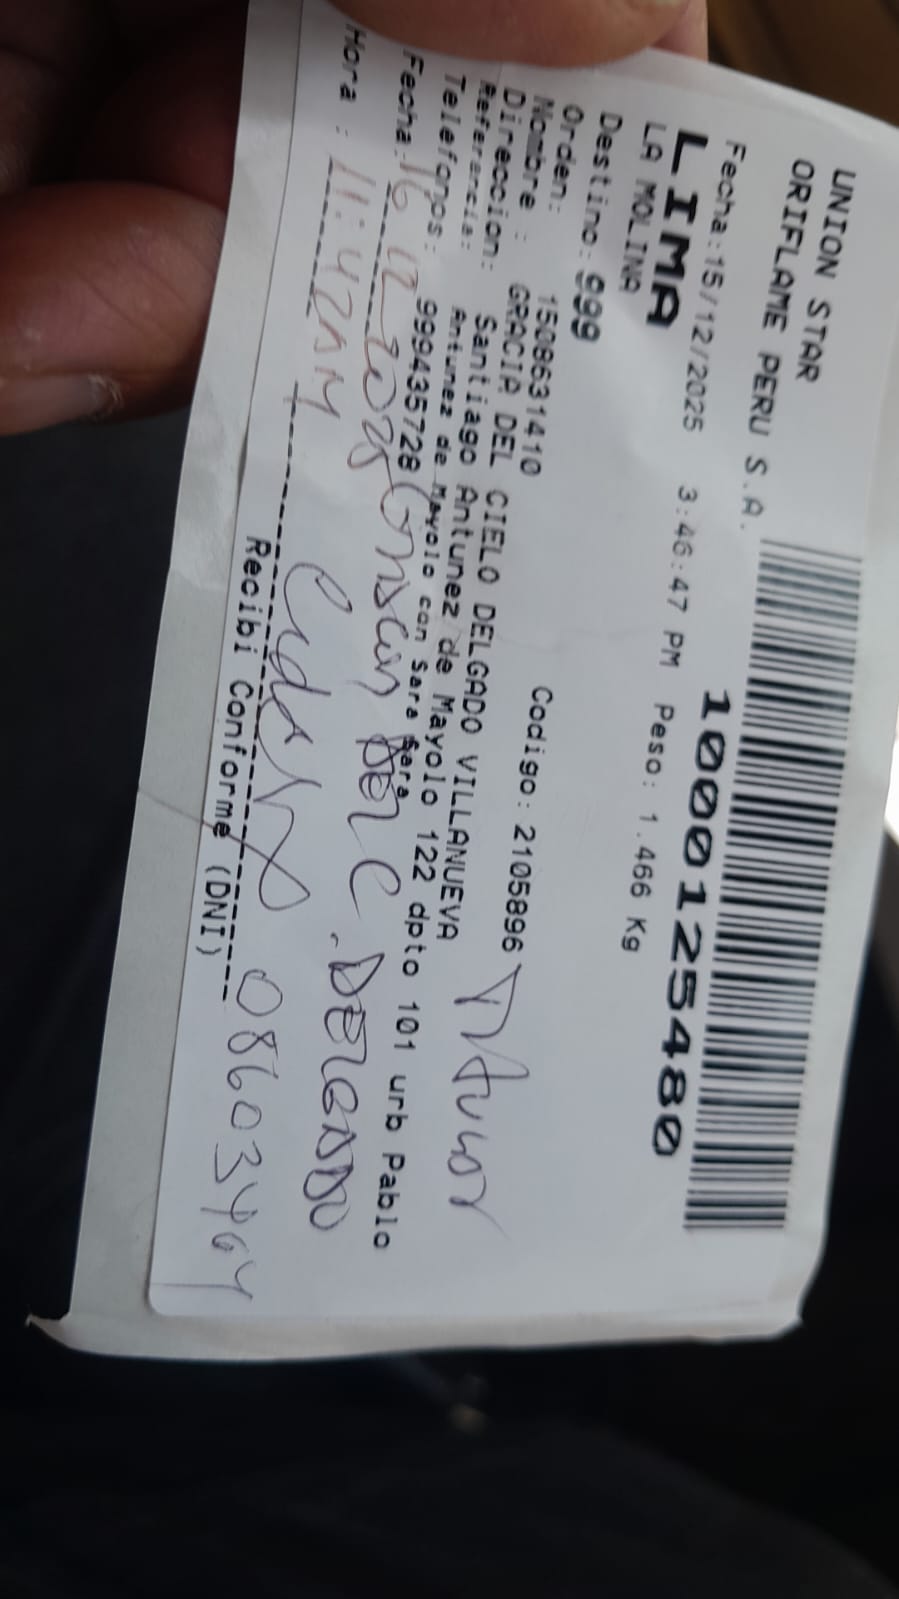 UNION STAR
ORIFLAME PERU S.A.
10001125480
Fecha:15/12/2025 3:46:47 PM Peso: 1.466 Kg
LIMA
LA MOLINA
Destino:999
Orden: 1508631410 Codigo: 2105896
Nombre : GRACIA DEL CIELO DELGADO VILLANUEVA
Direccion: Santiago Antunez de Mayolo 122 dpto 101 urb Pablo
Referencia: Antunez de Mayolo con Sara Sara
Telefonos: 999435728
Fecha: 16 12 2025 DELGADO
Hora : 11:42AM 08603464
Recibi Conforme (DNI)